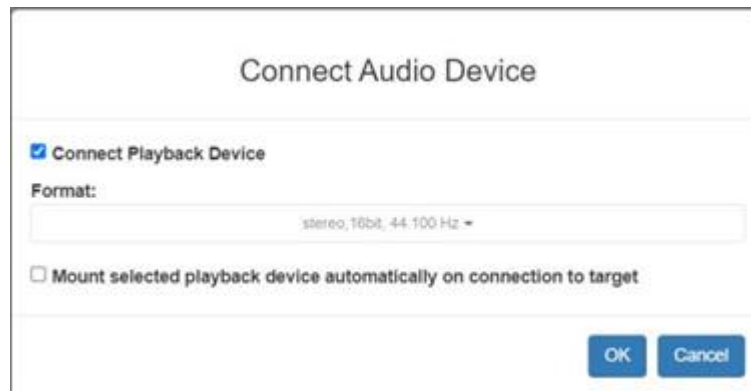 Connect Audio Device
Connect Playback Device
Format:
stereo,16bit, 44.100 Hz
Mount selected playback device automatically on connection to target
OK Cancel